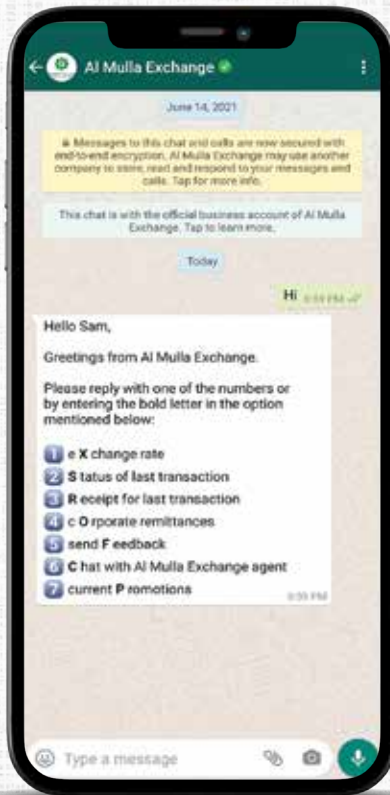 Al Mulla Exchange
June 14, 2021
Messages to this chat and calls are now secured with
end-to-end encryption. Al Mulla Exchange may use another
company to store, read and respond to your messages and
calls. Tap for more info.
This chat is with the official business account of Al Mulla
Exchange. Tap to learn more.
Today
Hi
Hello Sam,
Greetings from Al Mulla Exchange.
Please reply with one of the numbers or
by entering the bold letter in the option
mentioned below:
1 e X change rate
2 S tatus of last transaction
3 R eceipt for last transaction
4 c O rporate remittances
5 send F eedback
6 C hat with Al Mulla Exchange agent
7 current P romotions
Type a message